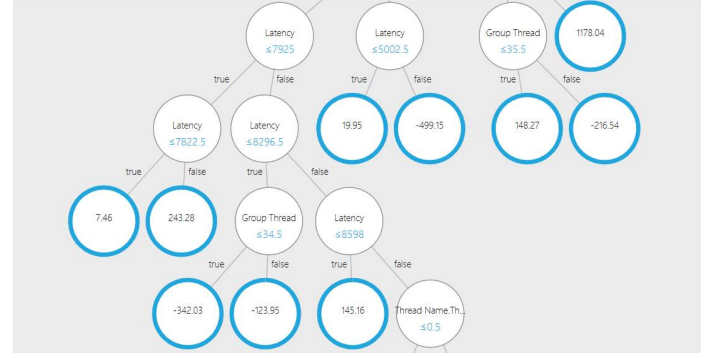 Latency
≤7925
Latency
≤5002.5
Group Thread
≤35.5
1178.04
true
false
true
false
true
false
Latency
≤7822.5
Latency
≤8296.5
19.95
-499.15
148.27
-216.54
true
false
true
false
7.46
243.28
Group Thread
≤34.5
Latency
≤8598
true
false
true
false
-342.03
-123.95
145.16
Thread Name.Th...
≤0.5